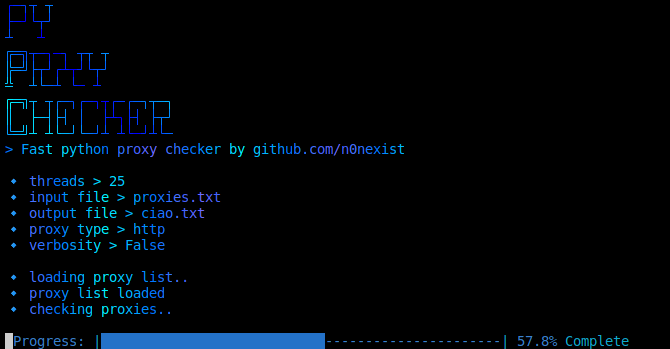 PY
PROXY
CHECKER
> Fast python proxy checker by github.com/n0nexist
threads > 25
input file > proxies.txt
output file > ciao.txt
proxy type > http
verbosity > False
loading proxy list..
proxy list loaded
checking proxies..
Progress: |----------------------| 57.8% Complete